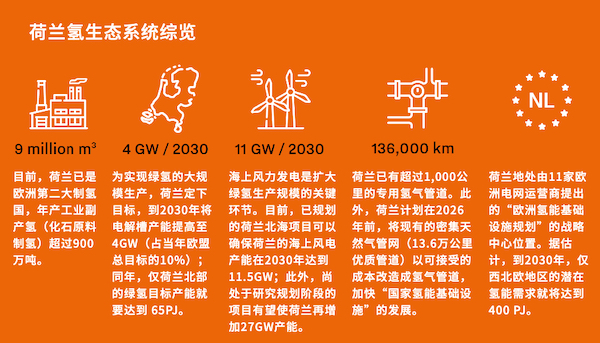 荷兰氢生态系统综览
9 million m³
目前，荷兰已是
欧洲第二大制氢
国，年产工业副
产氢（化石原料
制氢）超过900
万吨。
4 GW / 2030
为实现绿氢的大规
模生产，荷兰定下
目标，到2030年将
电解槽产能提高至
4GW（占当年欧盟
总目标的10%）；
同年，仅荷兰北部
的绿氢目标产能就
要达到 65PJ。
11 GW / 2030
海上风力发电是扩大
绿氢生产规模的关键
环节。目前，已规划
的荷兰北海项目可以
确保荷兰的海上风电
产能在2030年达到
11.5GW；此外，尚
处于研究规划阶段的
项目有望使荷兰再增
加27GW产能。
136,000 km
荷兰已有超过1,000公
里的专用氢气管道。此
外，荷兰计划在2026
年前，将现有的密集天
然气管网（13.6万公里
优质管道）以可接受的
成本改造成氢气管道，
加快“国家氢能基础设
施”的发展。
NL
荷兰地处由11家欧
洲电网运营商提出
的“欧洲氢能基础
设施规划”的战略
中心位置。据估
计，到2030年，仅
西北欧地区的潜在
氢能需求就将达到
400 PJ。